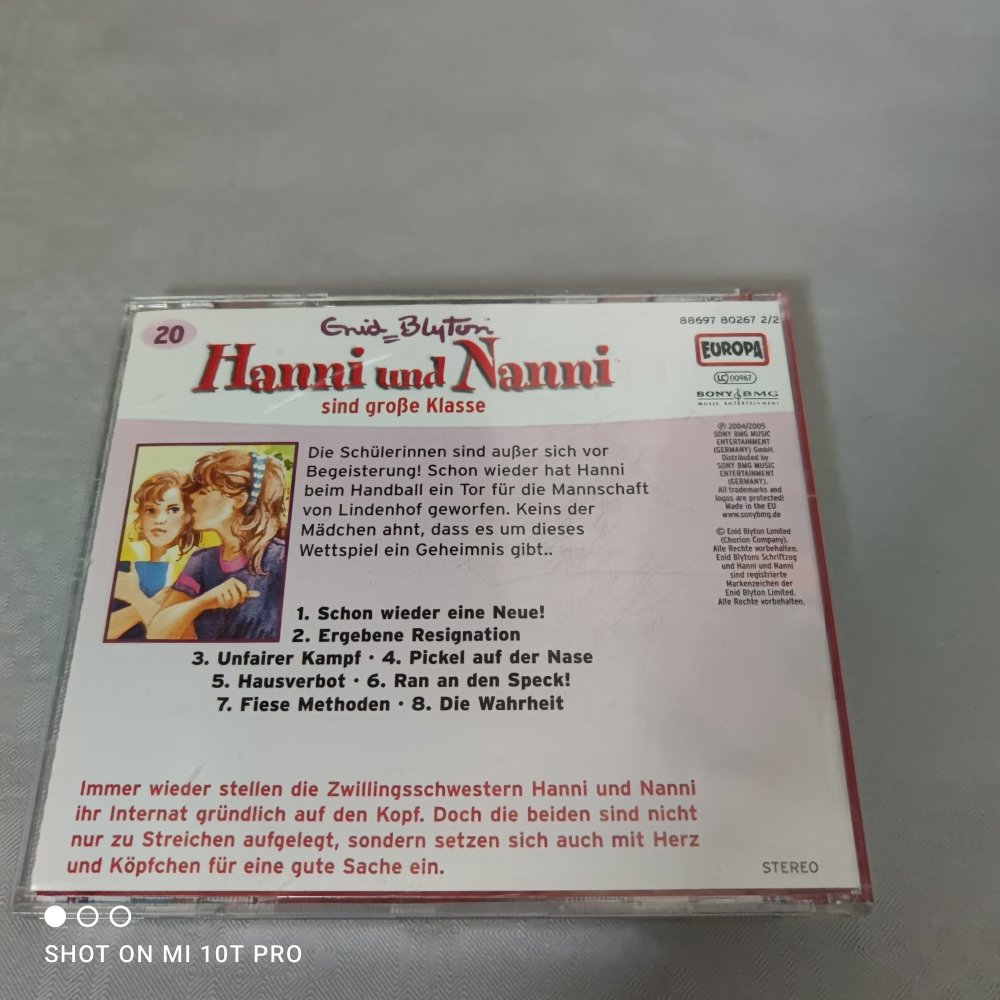 20
Enid Blyton
Hanni und Nanni
sind große Klasse
88697 80267 2/2
EUROPA
LC 00967
SONY BMG
MUSIC ENTERTAINMENT
Die Schülerinnen sind außer sich vor
Begeisterung! Schon wieder hat Hanni
beim Handball ein Tor für die Mannschaft
von Lindenhof geworfen. Keins der
Mädchen ahnt, dass es um dieses
Wettspiel ein Geheimnis gibt..
℗ 2004/2005
SONY BMG MUSIC
ENTERTAINMENT
(GERMANY) GmbH.
Distributed by
SONY BMG MUSIC
ENTERTAINMENT
(GERMANY).
All trademarks and
logos are protected!
Made in the EU
www.sonybmg.de
© Enid Blyton Limited
(Chorion Company).
Alle Rechte vorbehalten.
Enid Blytons Schriftzug
und Hanni und Nanni
sind registrierte
Markenzeichen der
Enid Blyton Limited.
Alle Rechte vorbehalten.
1. Schon wieder eine Neue!
2. Ergebene Resignation
3. Unfairer Kampf · 4. Pickel auf der Nase
5. Hausverbot · 6. Ran an den Speck!
7. Fiese Methoden · 8. Die Wahrheit
Immer wieder stellen die Zwillingsschwestern Hanni und Nanni
ihr Internat gründlich auf den Kopf. Doch die beiden sind nicht
nur zu Streichen aufgelegt, sondern setzen sich auch mit Herz
und Köpfchen für eine gute Sache ein.
STEREO
SHOT ON MI 10T PRO